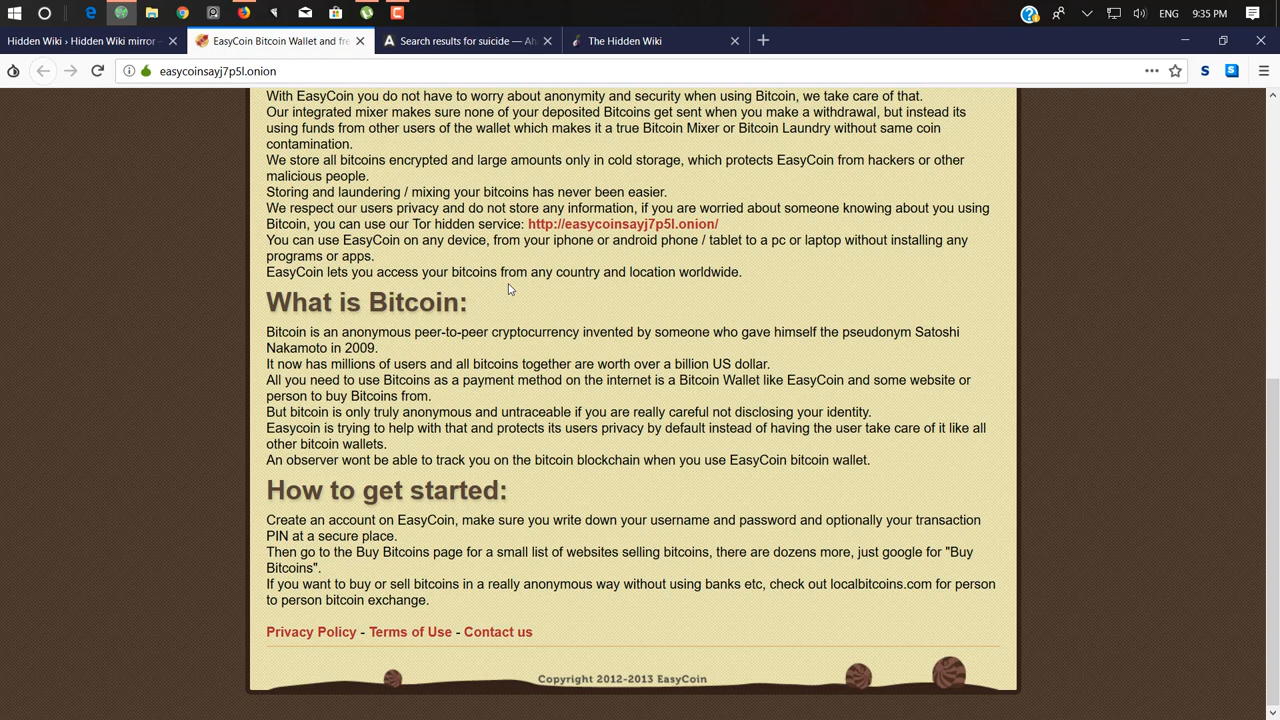 ENG
9:35 PM
Hidden Wiki › Hidden Wiki mirror
EasyCoin Bitcoin Wallet and fre
Search results for suicide — Ah
The Hidden Wiki
easycoinsayj7p5l.onion
With EasyCoin you do not have to worry about anonymity and security when using Bitcoin, we take care of that.
Our integrated mixer makes sure none of your deposited Bitcoins get sent when you make a withdrawal, but instead its
using funds from other users of the wallet which makes it a true Bitcoin Mixer or Bitcoin Laundry without same coin
contamination.
We store all bitcoins encrypted and large amounts only in cold storage, which protects EasyCoin from hackers or other
malicious people.
Storing and laundering / mixing your bitcoins has never been easier.
We respect our users privacy and do not store any information, if you are worried about someone knowing about you using
Bitcoin, you can use our Tor hidden service: http://easycoinsayj7p5l.onion/
You can use EasyCoin on any device, from your iphone or android phone / tablet to a pc or laptop without installing any
programs or apps.
EasyCoin lets you access your bitcoins from any country and location worldwide.
What is Bitcoin:
Bitcoin is an anonymous peer-to-peer cryptocurrency invented by someone who gave himself the pseudonym Satoshi
Nakamoto in 2009.
It now has millions of users and all bitcoins together are worth over a billion US dollar.
All you need to use Bitcoins as a payment method on the internet is a Bitcoin Wallet like EasyCoin and some website or
person to buy Bitcoins from.
But bitcoin is only truly anonymous and untraceable if you are really careful not disclosing your identity.
Easycoin is trying to help with that and protects its users privacy by default instead of having the user take care of it like all
other bitcoin wallets.
An observer wont be able to track you on the bitcoin blockchain when you use EasyCoin bitcoin wallet.
How to get started:
Create an account on EasyCoin, make sure you write down your username and password and optionally your transaction
PIN at a secure place.
Then go to the Buy Bitcoins page for a small list of websites selling bitcoins, there are dozens more, just google for "Buy
Bitcoins".
If you want to buy or sell bitcoins in a really anonymous way without using banks etc, check out localbitcoins.com for person
to person bitcoin exchange.
Privacy Policy - Terms of Use - Contact us
Copyright 2012-2013 EasyCoin